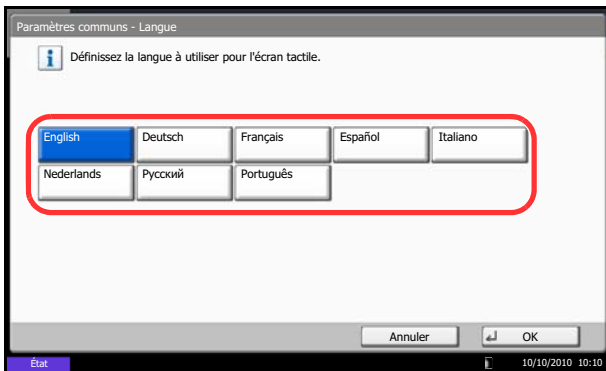 Paramètres communs - Langue
Définissez la langue à utiliser pour l'écran tactile.
English Deutsch Français Español Italiano
Nederlands Русский Português
Annuler OK
État 10/10/2010 10:10